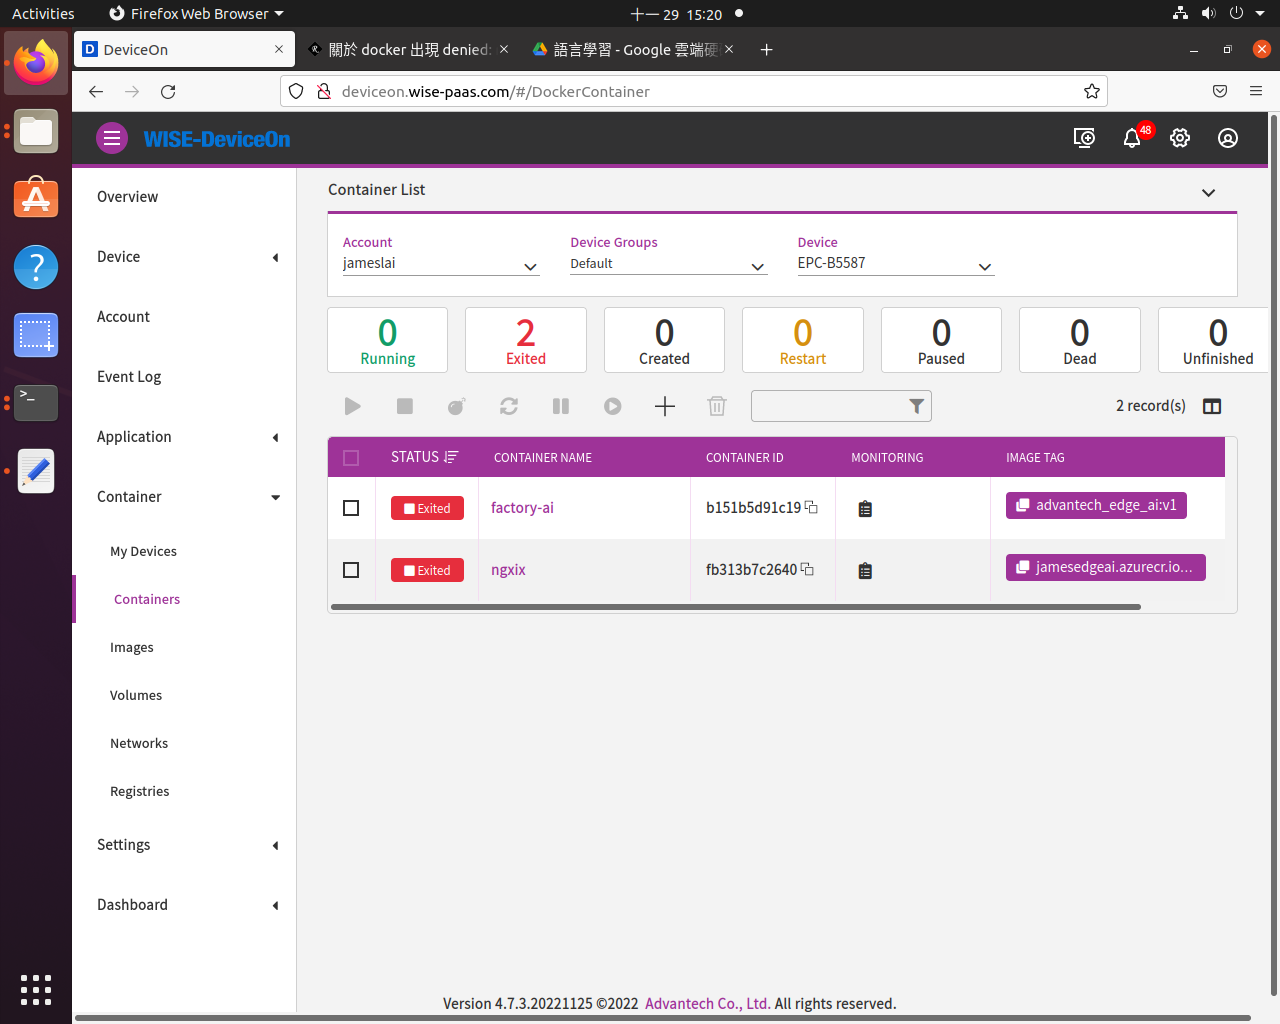 Activities Firefox Web Browser 十一 29 15:20
DeviceOn 關於 docker 出現 denied: 語言學習 - Google 雲端硬
deviceon.wise-paas.com/#/DockerContainer
WISE-DeviceOn 48
Overview
Device
Account
Event Log
Application
Container
My Devices
Containers
Images
Volumes
Networks
Registries
Settings
Dashboard
Container List
Account Device Groups Device
jameslai Default EPC-B5587
0 2 0 0 0 0 0
Running Exited Created Restart Paused Dead Unfinished
2 record(s)
STATUS CONTAINER NAME CONTAINER ID MONITORING IMAGE TAG
Exited factory-ai b151b5d91c19 advantech_edge_ai:v1
Exited ngxix fb313b7c2640 jamesedgeai.azurecr.io...
Version 4.7.3.20221125 ©2022 Advantech Co., Ltd. All rights reserved.